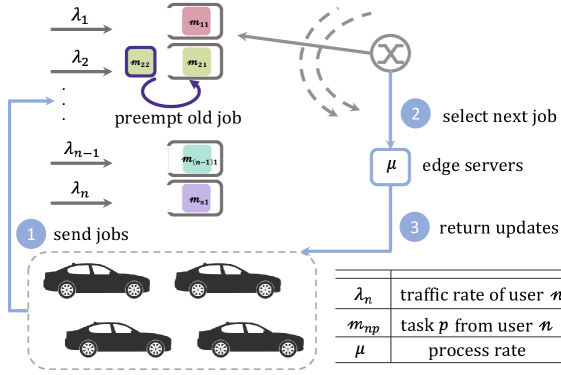 λ₁
m₁₁
λ₂
m₂₂
m₂₁
preempt old job
2
select next job
λₙ₋₁
m₍ₙ₋₁₎₁
μ
edge servers
λₙ
mₙ₁
1
send jobs
3
return updates
λₙ traffic rate of user n
mₙₚ task p from user n
μ process rate